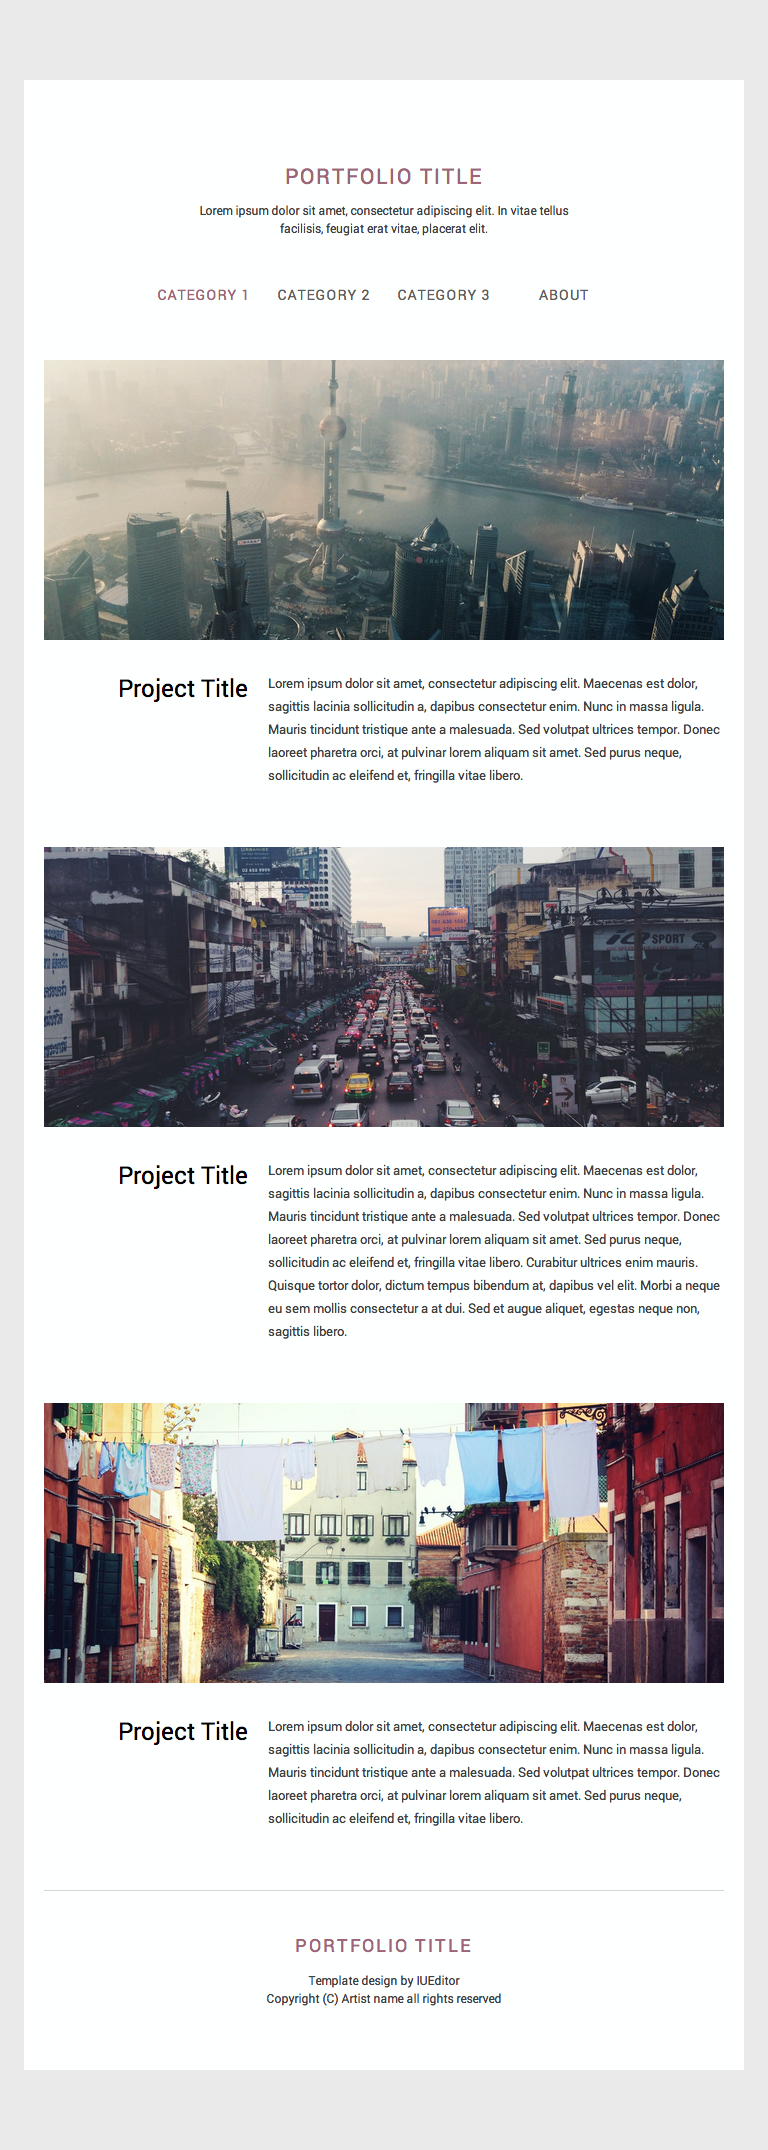 PORTFOLIO TITLE
Lorem ipsum dolor sit amet, consectetur adipiscing elit. In vitae tellus
facilisis, feugiat erat vitae, placerat elit.
CATEGORY 1 CATEGORY 2 CATEGORY 3 ABOUT
Project Title
Lorem ipsum dolor sit amet, consectetur adipiscing elit. Maecenas est dolor,
sagittis lacinia sollicitudin a, dapibus consectetur enim. Nunc in massa ligula.
Mauris tincidunt tristique ante a malesuada. Sed volutpat ultrices tempor. Donec
laoreet pharetra orci, at pulvinar lorem aliquam sit amet. Sed purus neque,
sollicitudin ac eleifend et, fringilla vitae libero.
02 653 9999
SPORT
IN
Project Title
Lorem ipsum dolor sit amet, consectetur adipiscing elit. Maecenas est dolor,
sagittis lacinia sollicitudin a, dapibus consectetur enim. Nunc in massa ligula.
Mauris tincidunt tristique ante a malesuada. Sed volutpat ultrices tempor. Donec
laoreet pharetra orci, at pulvinar lorem aliquam sit amet. Sed purus neque,
sollicitudin ac eleifend et, fringilla vitae libero. Curabitur ultrices enim mauris.
Quisque tortor dolor, dictum tempus bibendum at, dapibus vel elit. Morbi a neque
eu sem mollis consectetur a at dui. Sed et augue aliquet, egestas neque non,
sagittis libero.
Project Title
Lorem ipsum dolor sit amet, consectetur adipiscing elit. Maecenas est dolor,
sagittis lacinia sollicitudin a, dapibus consectetur enim. Nunc in massa ligula.
Mauris tincidunt tristique ante a malesuada. Sed volutpat ultrices tempor. Donec
laoreet pharetra orci, at pulvinar lorem aliquam sit amet. Sed purus neque,
sollicitudin ac eleifend et, fringilla vitae libero.
PORTFOLIO TITLE
Template design by IUEditor
Copyright (C) Artist name all rights reserved